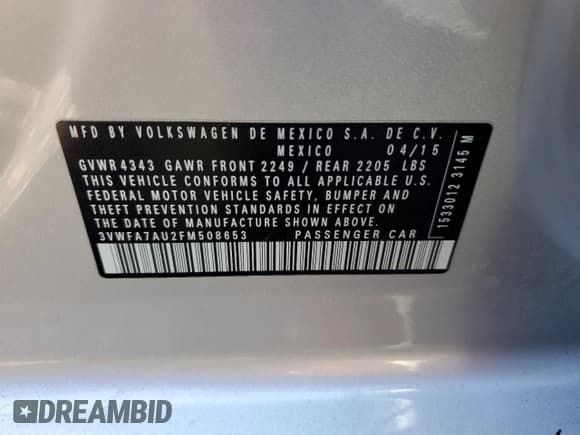 MFD BY VOLKSWAGEN DE MEXICO S.A. DE C.V.
MEXICO 04/15
GVWR 4343 GAWR FRONT 2249 / REAR 2205 LBS
THIS VEHICLE CONFORMS TO ALL APPLICABLE U.S.
FEDERAL MOTOR VEHICLE SAFETY, BUMPER AND
THEFT PREVENTION STANDARDS IN EFFECT ON
THE DATE OF MANUFACTURE SHOWN ABOVE.
3VWFA7AU2FM508653 PASSENGER CAR
1533012 3145 M
DREAMBID